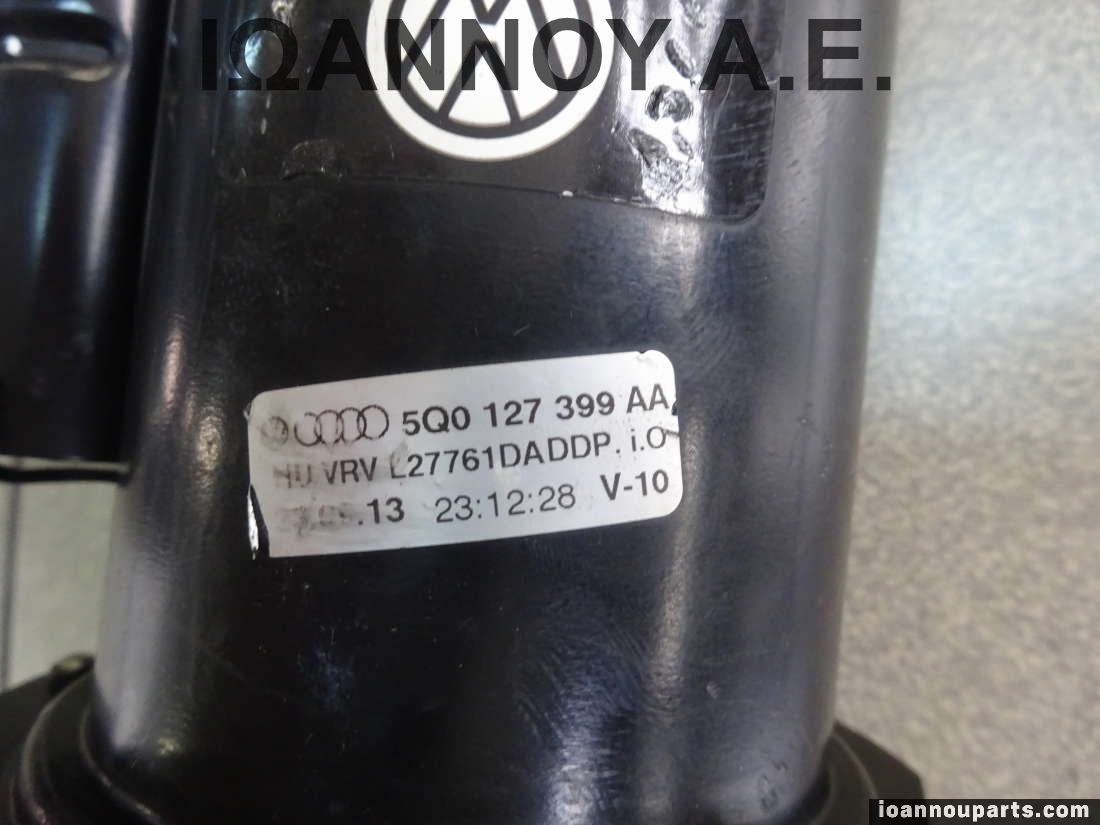 ΙΩΑΝΝΟΥ Α.Ε.
5Q0 127 399 AA
VRV L27761DADDP. i.O
.13 23:12:28 V-10
ioannouparts.com